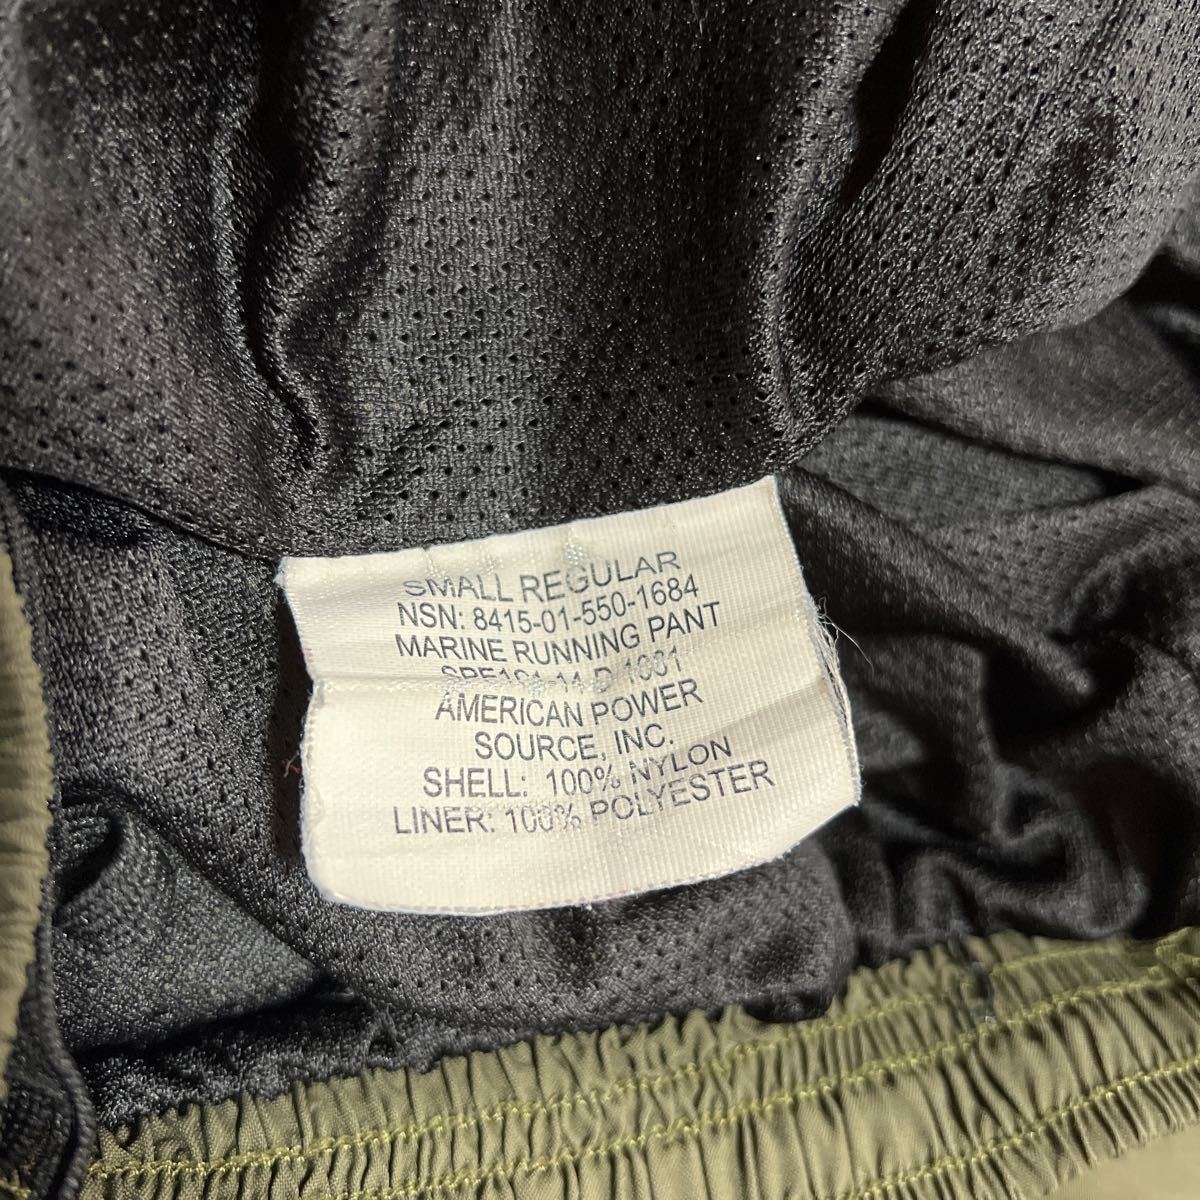 SMALL REGULAR
NSN: 8415-01-550-1684
MARINE RUNNING PANT
AMERICAN POWER
SOURCE, INC.
SHELL: 100% NYLON
LINER: 100% POLYESTER